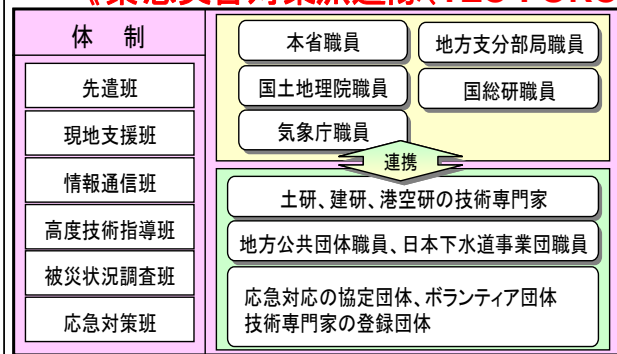 体 制
先遣班
現地支援班
情報通信班
高度技術指導班
被災状況調査班
応急対策班
本省職員
地方支分部局職員
国土地理院職員
国総研職員
気象庁職員
連携
土研、建研、港空研の技術専門家
地方公共団体職員、日本下水道事業団職員
応急対応の協定団体、ボランティア団体
技術専門家の登録団体